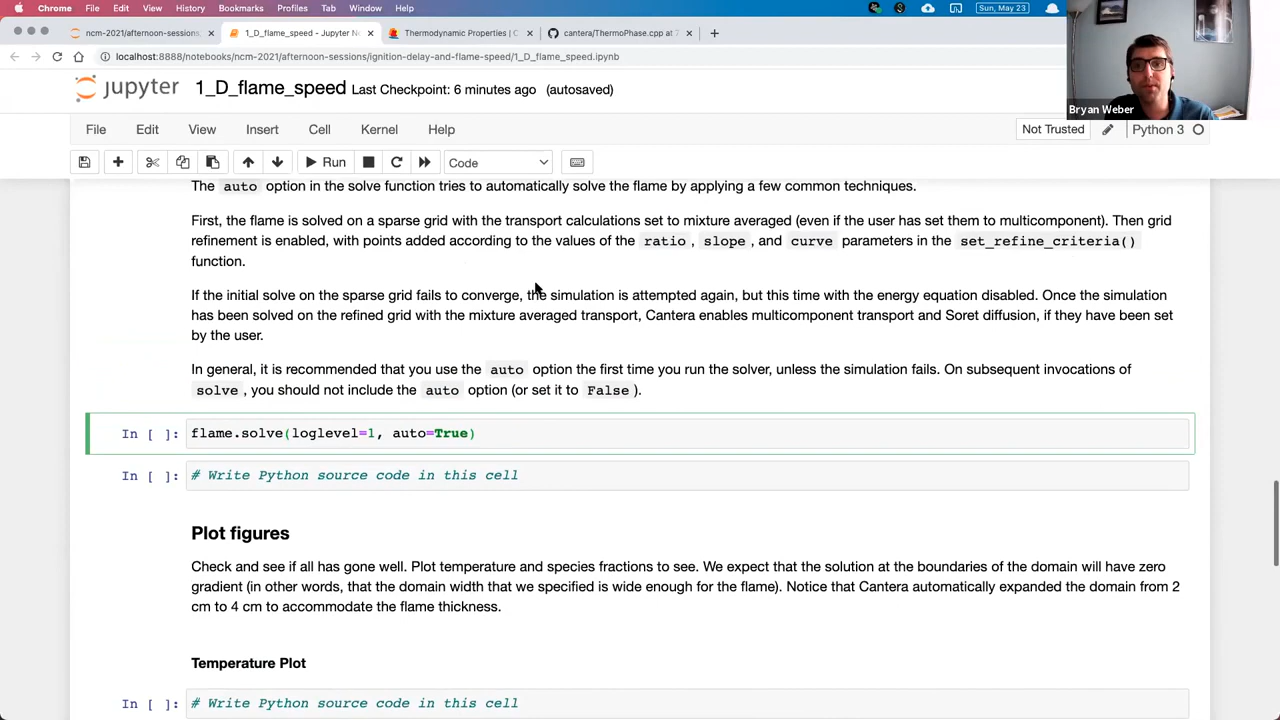 Chrome File Edit View History Bookmarks Profiles Tab Window Help
Sun, May 23
ncm-2021/afternoon-sessions
1_D_flame_speed - Jupyter N
Thermodynamic Properties | C
cantera/ThermoPhase.cpp at 7
localhost:8888/notebooks/ncm-2021/afternoon-sessions/ignition-delay-and-flame-speed/1_D_flame_speed.ipynb
Bryan Weber
jupyter 1_D_flame_speed Last Checkpoint: 6 minutes ago (autosaved)
File Edit View Insert Cell Kernel Help
Not Trusted Python 3
Run Code
The auto option in the solve function tries to automatically solve the flame by applying a few common techniques.
First, the flame is solved on a sparse grid with the transport calculations set to mixture averaged (even if the user has set them to multicomponent). Then grid
refinement is enabled, with points added according to the values of the ratio , slope , and curve parameters in the set_refine_criteria()
function.
If the initial solve on the sparse grid fails to converge, the simulation is attempted again, but this time with the energy equation disabled. Once the simulation
has been solved on the refined grid with the mixture averaged transport, Cantera enables multicomponent transport and Soret diffusion, if they have been set
by the user.
In general, it is recommended that you use the auto option the first time you run the solver, unless the simulation fails. On subsequent invocations of
solve , you should not include the auto option (or set it to False ).
In [ ]: flame.solve(loglevel=1, auto=True)
In [ ]: # Write Python source code in this cell
Plot figures
Check and see if all has gone well. Plot temperature and species fractions to see. We expect that the solution at the boundaries of the domain will have zero
gradient (in other words, that the domain width that we specified is wide enough for the flame). Notice that Cantera automatically expanded the domain from 2
cm to 4 cm to accommodate the flame thickness.
Temperature Plot
In [ ]: # Write Python source code in this cell